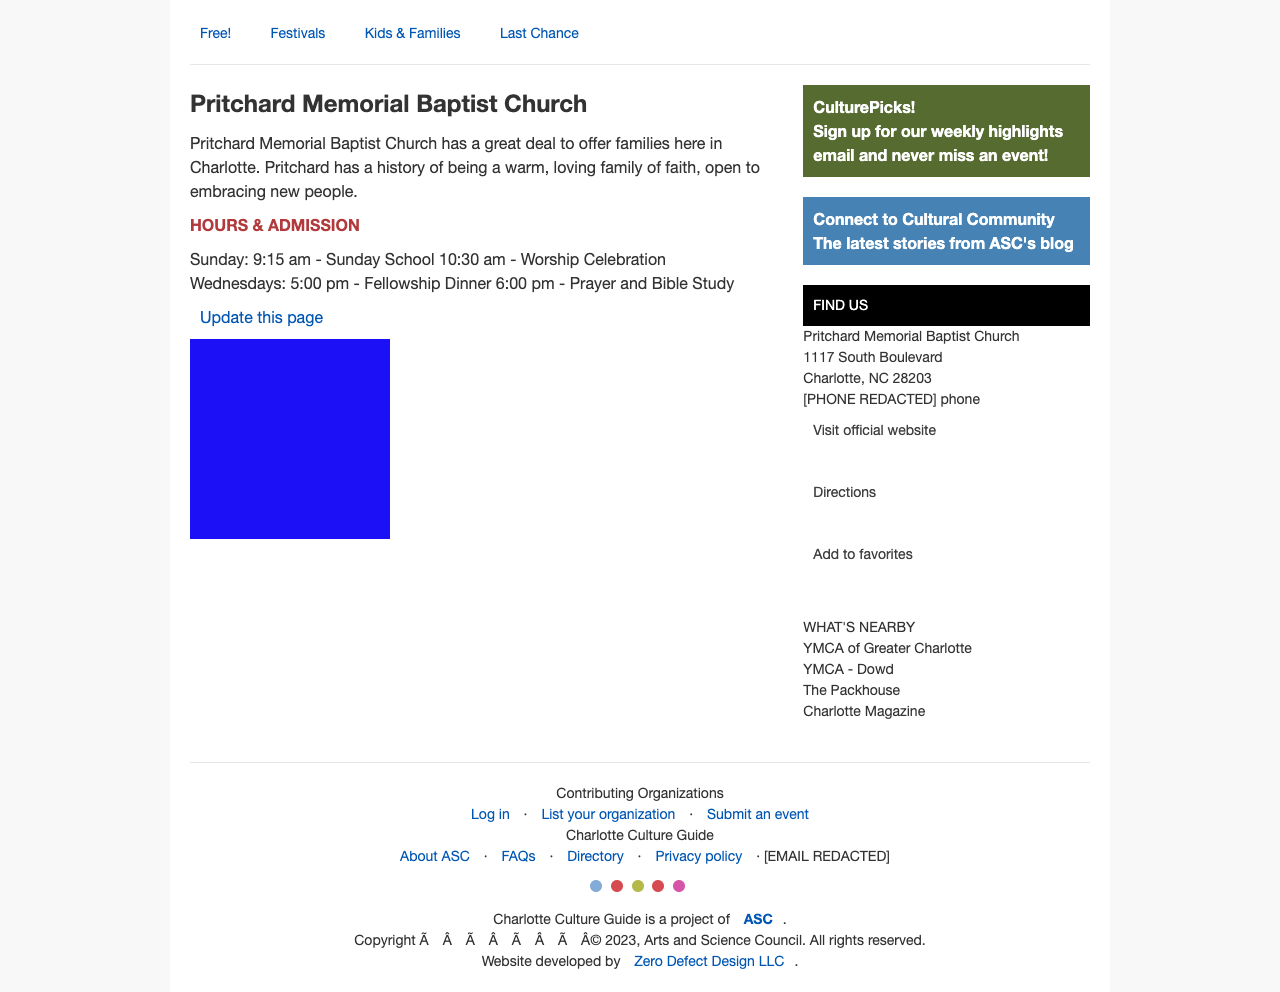 Free! Festivals Kids & Families Last Chance
Pritchard Memorial Baptist Church
Pritchard Memorial Baptist Church has a great deal to offer families here in
Charlotte. Pritchard has a history of being a warm, loving family of faith, open to
embracing new people.
HOURS & ADMISSION
Sunday: 9:15 am - Sunday School 10:30 am - Worship Celebration
Wednesdays: 5:00 pm - Fellowship Dinner 6:00 pm - Prayer and Bible Study
Update this page
CulturePicks!
Sign up for our weekly highlights
email and never miss an event!
Connect to Cultural Community
The latest stories from ASC's blog
FIND US
Pritchard Memorial Baptist Church
1117 South Boulevard
Charlotte, NC 28203
[PHONE REDACTED] phone
Visit official website
Directions
Add to favorites
WHAT'S NEARBY
YMCA of Greater Charlotte
YMCA - Dowd
The Packhouse
Charlotte Magazine
Contributing Organizations
Log in · List your organization · Submit an event
Charlotte Culture Guide
About ASC · FAQs · Directory · Privacy policy · [EMAIL REDACTED]
Charlotte Culture Guide is a project of ASC .
Copyright Ã Â Ã Â Ã Â Ã Â© 2023, Arts and Science Council. All rights reserved.
Website developed by Zero Defect Design LLC .